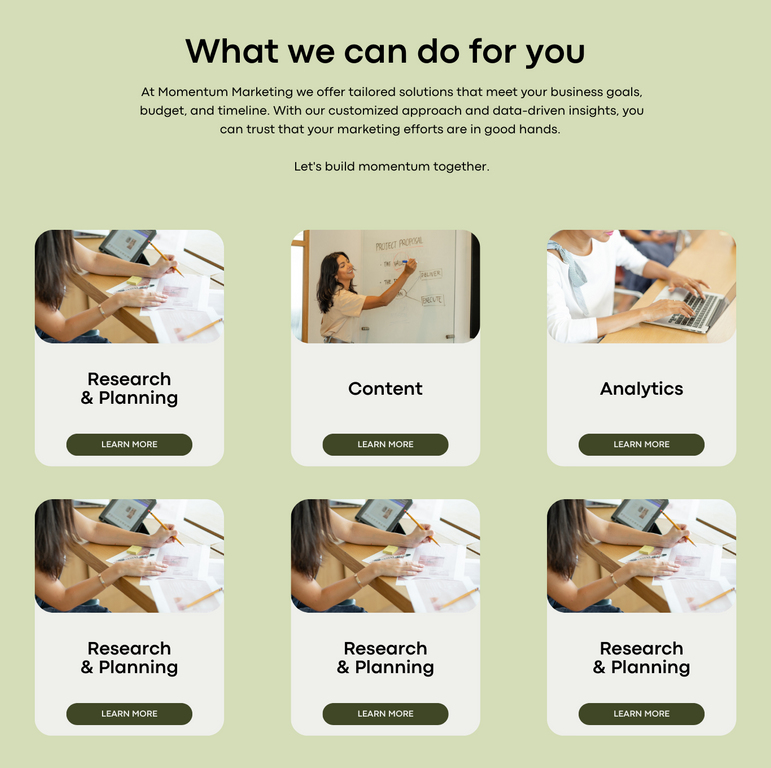 What we can do for you
At Momentum Marketing we offer tailored solutions that meet your business goals,
budget, and timeline. With our customized approach and data-driven insights, you
can trust that your marketing efforts are in good hands.
Let's build momentum together.
PROJECT PROPOSAL
DELIVER
EXECUTE
Research
& Planning
LEARN MORE
Content
LEARN MORE
Analytics
LEARN MORE
Research
& Planning
LEARN MORE
Research
& Planning
LEARN MORE
Research
& Planning
LEARN MORE